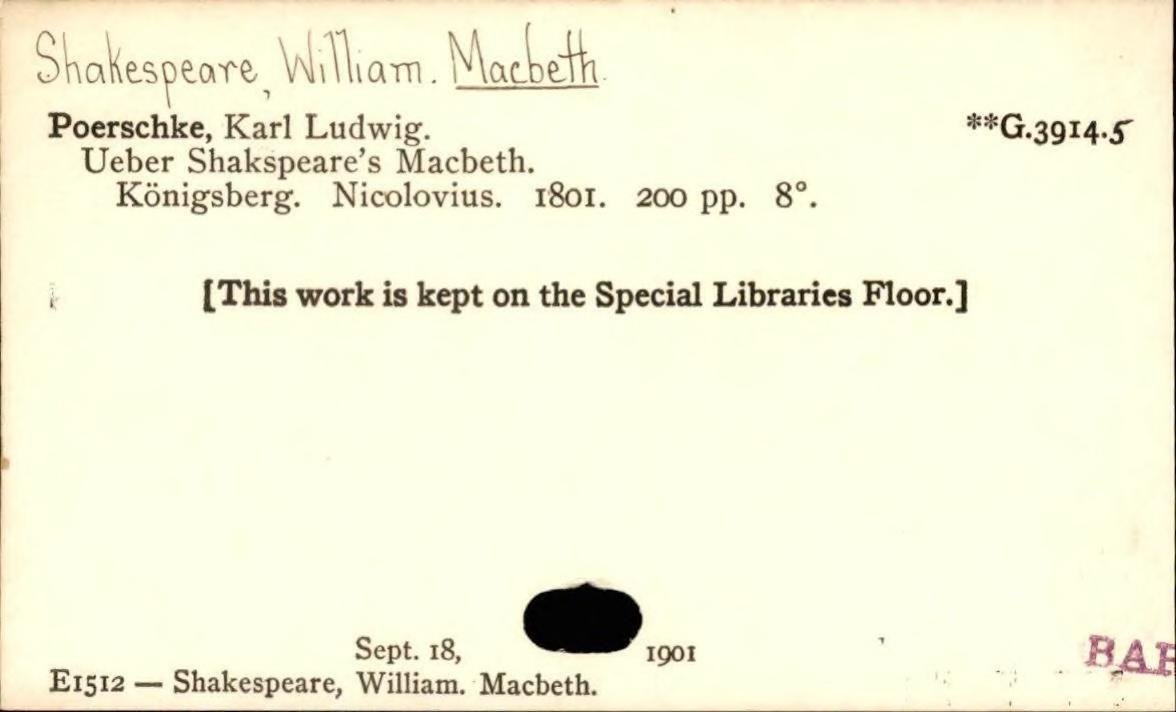 Shakespeare, William. Macbeth.
Poerschke, Karl Ludwig. **G.3914.5
Ueber Shakspeare's Macbeth.
Königsberg. Nicolovius. 1801. 200 pp. 8°.
[This work is kept on the Special Libraries Floor.]
Sept. 18, 1901
E1512 — Shakespeare, William. Macbeth.